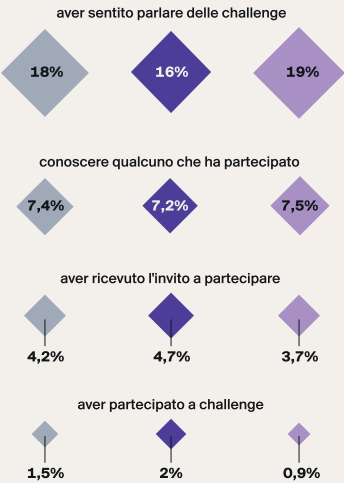 aver sentito parlare delle challenge
18% 16% 19%
conoscere qualcuno che ha partecipato
7,4% 7,2% 7,5%
aver ricevuto l'invito a partecipare
4,2% 4,7% 3,7%
aver partecipato a challenge
1,5% 2% 0,9%